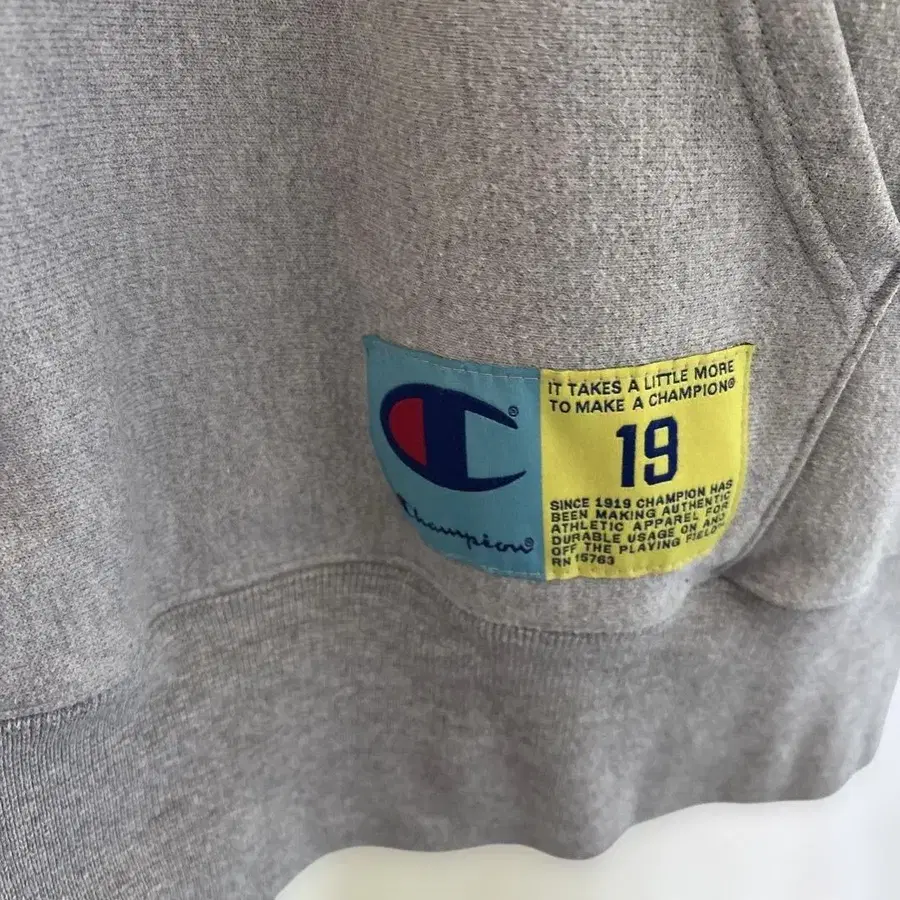 ®
Champion®
IT TAKES A LITTLE MORE
TO MAKE A CHAMPION®
19
SINCE 1919 CHAMPION HAS
BEEN MAKING AUTHENTIC
ATHLETIC APPAREL FOR
DURABLE USAGE ON AND
OFF THE PLAYING FIELD™
RN 15763